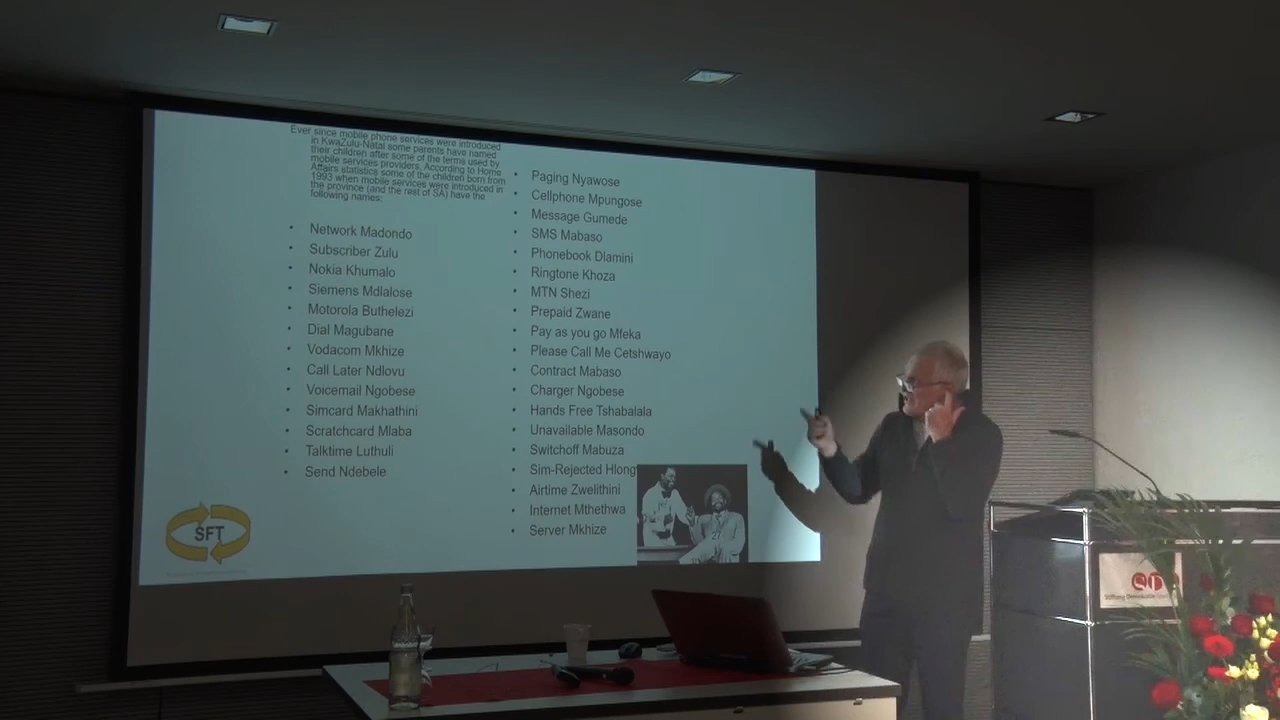 Ever since mobile phone services were introduced
in KwaZulu-Natal some parents have named
their children after some of the terms used by
mobile services providers. According to Home
Affairs statistics some of the children born from
1993 when mobile services were introduced in
the province (and the rest of SA) have the
following names:
• Network Madondo
• Subscriber Zulu
• Nokia Khumalo
• Siemens Mdlalose
• Motorola Buthelezi
• Dial Magubane
• Vodacom Mkhize
• Call Later Ndlovu
• Voicemail Ngobese
• Simcard Makhathini
• Scratchcard Mlaba
• Talktime Luthuli
• Send Ndebele
• Paging Nyawose
• Cellphone Mpungose
• Message Gumede
• SMS Mabaso
• Phonebook Dlamini
• Ringtone Khoza
• MTN Shezi
• Prepaid Zwane
• Pay as you go Mfeka
• Please Call Me Cetshwayo
• Contract Mabaso
• Charger Ngobese
• Hands Free Tshabalala
• Unavailable Masondo
• Switchoff Mabuza
• Sim-Rejected Hlong
• Airtime Zwelithini
• Internet Mthethwa
• Server Mkhize
SFT
Stiftung Demokratie